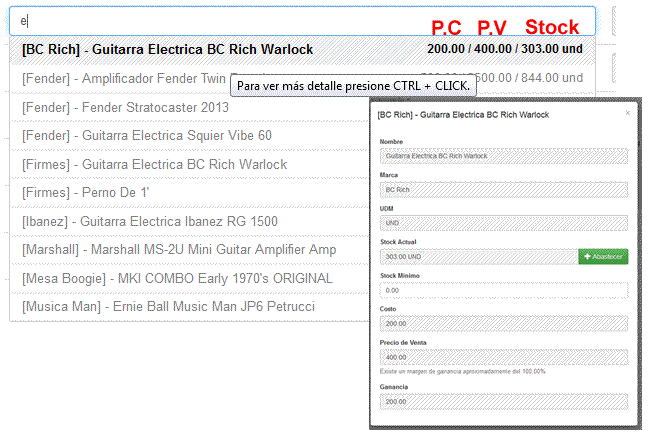 e
P.C P.V Stock
[BC Rich] - Guitarra Electrica BC Rich Warlock 200.00 / 400.00 / 303.00 und
[Fender] - Amplificador Fender Twin 500.00 / 844.00 und
Para ver más detalle presione CTRL + CLICK.
[Fender] - Fender Stratocaster 2013
[Fender] - Guitarra Electrica Squier Vibe 60
[Firmes] - Guitarra Electrica BC Rich Warlock
[Firmes] - Perno De 1'
[Ibanez] - Guitarra Electrica Ibanez RG 1500
[Marshall] - Marshall MS-2U Mini Guitar Amplifier Amp
[Mesa Boogie] - MKI COMBO Early 1970's ORIGINAL
[Musica Man] - Ernie Ball Music Man JP6 Petrucci
[BC Rich] - Guitarra Electrica BC Rich Warlock ×
Nombre
Guitarra Electrica BC Rich Warlock
Marca
BC Rich
UDM
UND
Stock Actual
303.00 UND + Abastecer
Stock Minimo
0.00
Costo
200.00
Precio de Venta
400.00
Existe un margen de ganancia aproximadamente del 100.00%
Ganancia
200.00